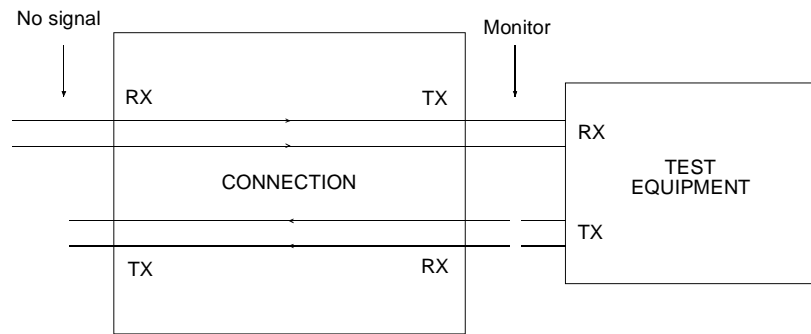 No signal
Monitor
RX
TX
RX
CONNECTION
TEST
EQUIPMENT
TX
TX
RX